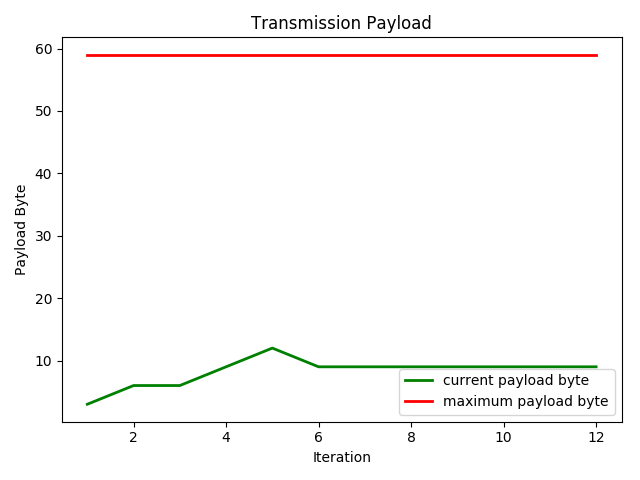 Transmission Payload
60
50
40
30
20
10
Payload Byte
current payload byte
maximum payload byte
2 4 6 8 10 12
Iteration